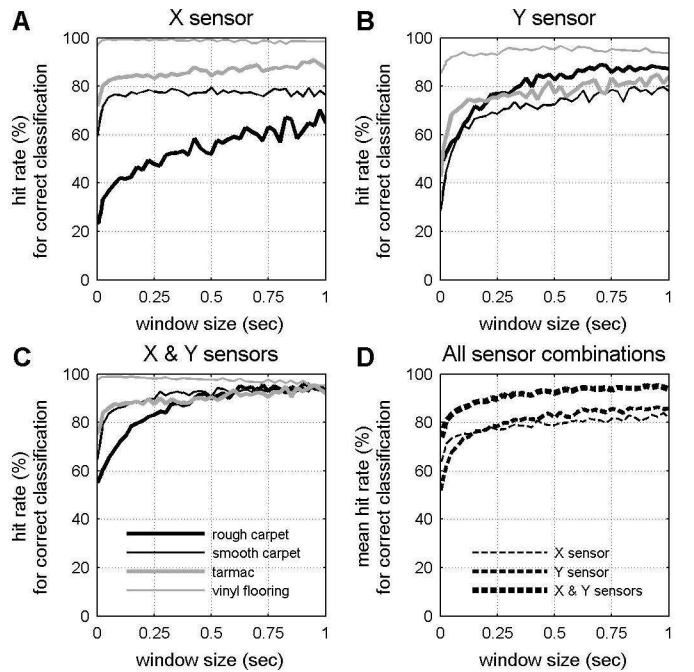 A X sensor
hit rate (%)
for correct classification
100
80
60
40
20
0
0 0.25 0.5 0.75 1
window size (sec)
B Y sensor
hit rate (%)
for correct classification
100
80
60
40
20
0
0 0.25 0.5 0.75 1
window size (sec)
C X & Y sensors
hit rate (%)
for correct classification
100
80
60
40
20
0
rough carpet
smooth carpet
tarmac
vinyl flooring
0 0.25 0.5 0.75 1
window size (sec)
D All sensor combinations
mean hit rate (%)
for correct classification
100
80
60
40
20
0
X sensor
Y sensor
X & Y sensors
0 0.25 0.5 0.75 1
window size (sec)